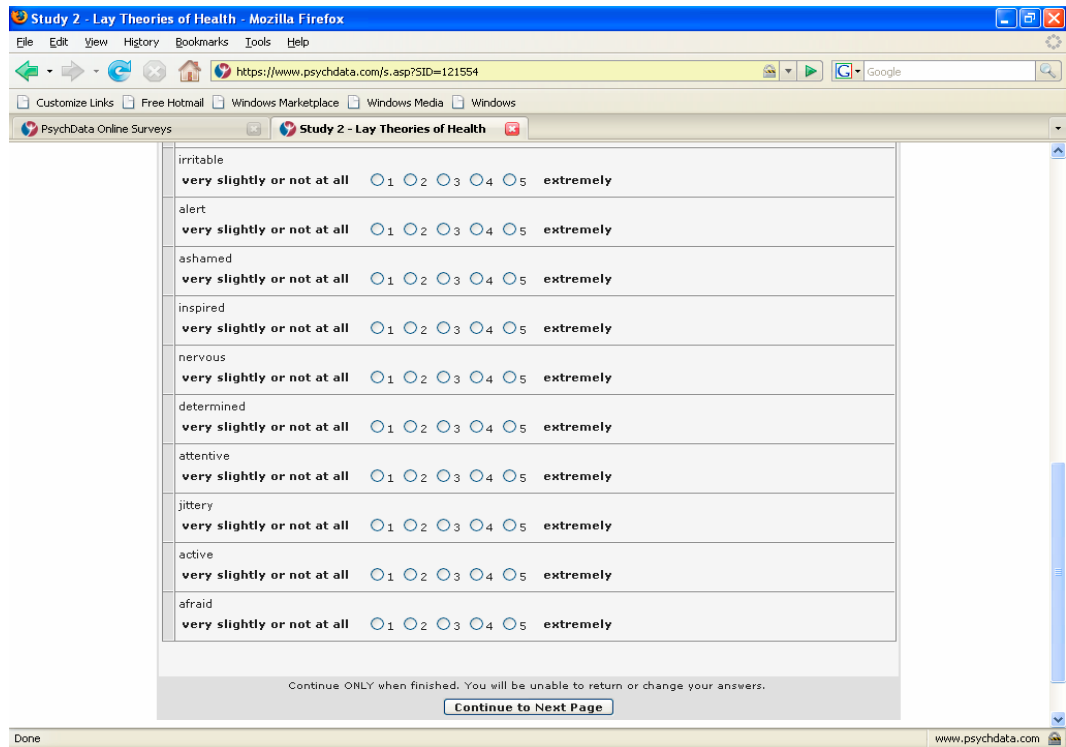 Study 2 - Lay Theories of Health - Mozilla Firefox
File Edit View History Bookmarks Tools Help
https://www.psychdata.com/s.asp?SID=121554 G Google
Customize Links Free Hotmail Windows Marketplace Windows Media Windows
PsychData Online Surveys Study 2 - Lay Theories of Health
irritable
very slightly or not at all 1 2 3 4 5 extremely
alert
very slightly or not at all 1 2 3 4 5 extremely
ashamed
very slightly or not at all 1 2 3 4 5 extremely
inspired
very slightly or not at all 1 2 3 4 5 extremely
nervous
very slightly or not at all 1 2 3 4 5 extremely
determined
very slightly or not at all 1 2 3 4 5 extremely
attentive
very slightly or not at all 1 2 3 4 5 extremely
jittery
very slightly or not at all 1 2 3 4 5 extremely
active
very slightly or not at all 1 2 3 4 5 extremely
afraid
very slightly or not at all 1 2 3 4 5 extremely
Continue ONLY when finished. You will be unable to return or change your answers.
Continue to Next Page
Done www.psychdata.com